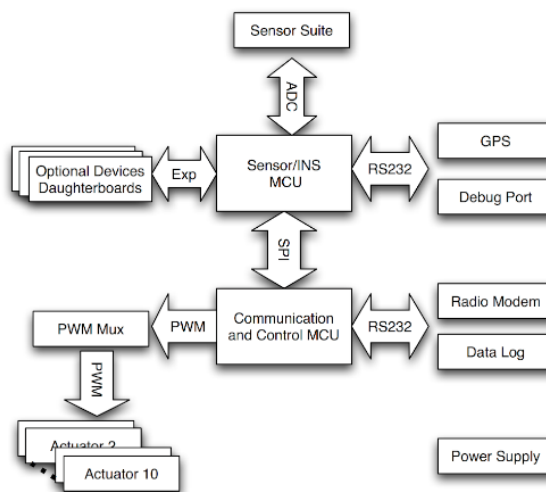 Sensor Suite
ADC
Optional Devices
Daughterboards
Exp
Sensor/INS
MCU
RS232
GPS
Debug Port
SPI
PWM Mux
PWM
Communication
and Control MCU
RS232
Radio Modem
Data Log
PWM
Actuator 2
Actuator 10
Power Supply